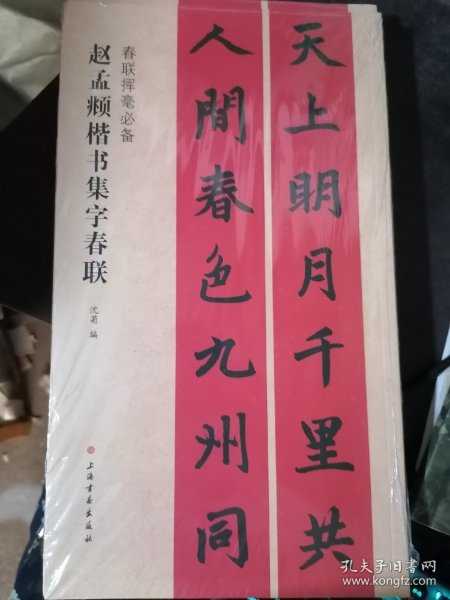 天上明月千里共
人間春色九州同
春联挥毫必备
赵孟頫楷书集字春联
沈菊 编
上海书画出版社
孔夫子旧书网
www.kongfz.com